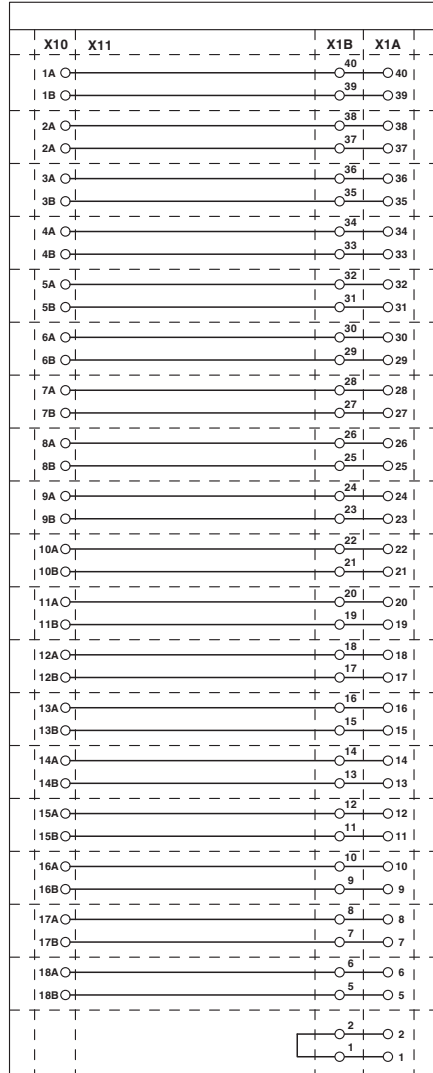 X10 X11 X1B X1A
1A 40 40
1B 39 39
2A 38 38
2A 37 37
3A 36 36
3B 35 35
4A 34 34
4B 33 33
5A 32 32
5B 31 31
6A 30 30
6B 29 29
7A 28 28
7B 27 27
8A 26 26
8B 25 25
9A 24 24
9B 23 23
10A 22 22
10B 21 21
11A 20 20
11B 19 19
12A 18 18
12B 17 17
13A 16 16
13B 15 15
14A 14 14
14B 13 13
15A 12 12
15B 11 11
16A 10 10
16B 9 9
17A 8 8
17B 7 7
18A 6 6
18B 5 5
2 2
1 1